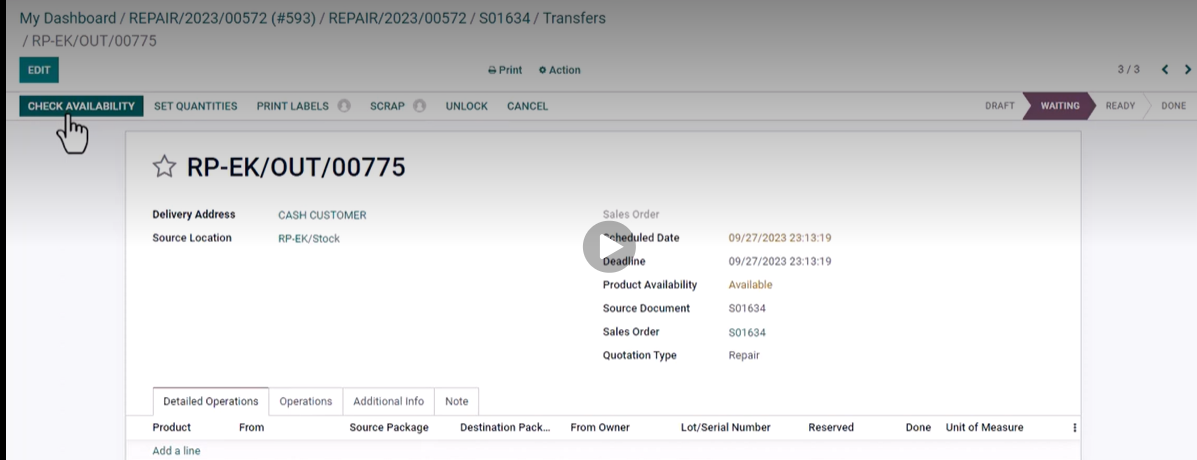 My Dashboard / REPAIR/2023/00572 (#593) / REPAIR/2023/00572 / S01634 / Transfers
/ RP-EK/OUT/00775
EDIT Print Action 3 / 3
CHECK AVAILABILITY SET QUANTITIES PRINT LABELS SCRAP UNLOCK CANCEL DRAFT WAITING READY DONE
RP-EK/OUT/00775
Delivery Address CASH CUSTOMER Sales Order
Source Location RP-EK/Stock Scheduled Date 09/27/2023 23:13:19
Deadline 09/27/2023 23:13:19
Product Availability Available
Source Document S01634
Sales Order S01634
Quotation Type Repair
Detailed Operations Operations Additional Info Note
Product From Source Package Destination Pack... From Owner Lot/Serial Number Reserved Done Unit of Measure
Add a line